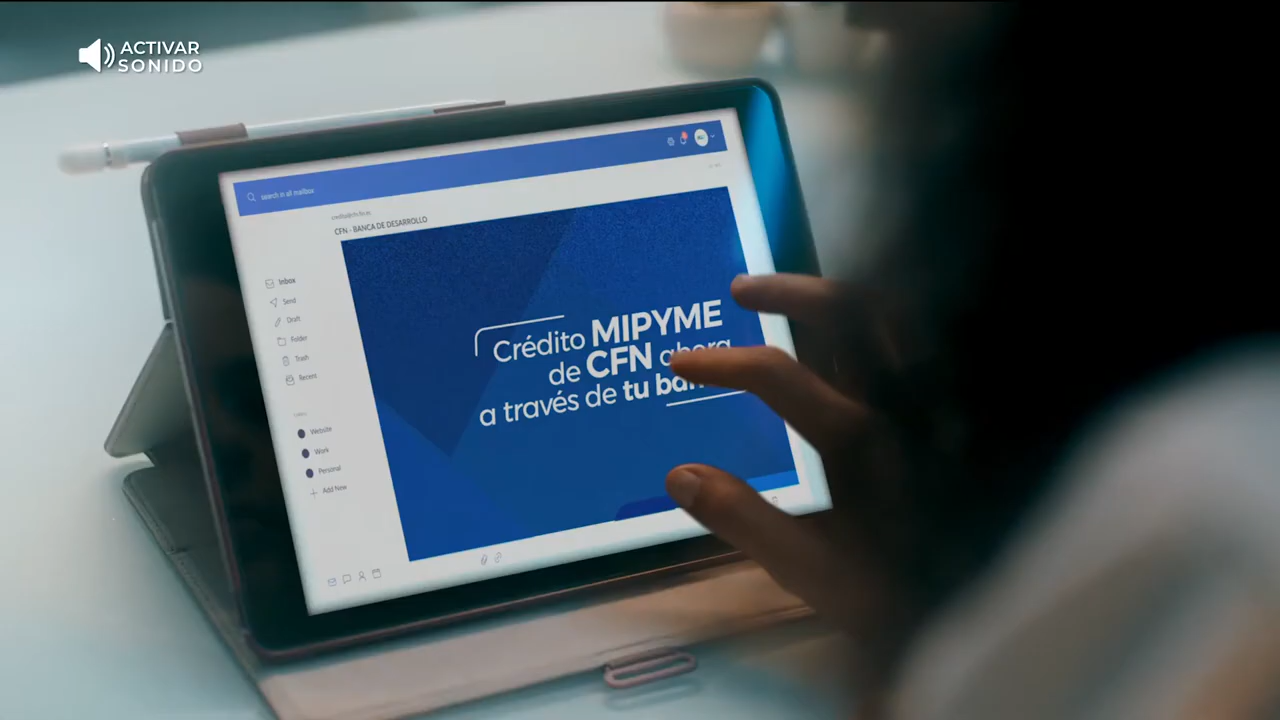 ACTIVAR
SONIDO
search in all mailbox
CFN - BANCA DE DESARROLLO
Inbox
Send
Draft
Folder
Trash
Recent
Crédito MIPYME
de CFN ahora
a través de tu
Website
Work
Personal
Add New